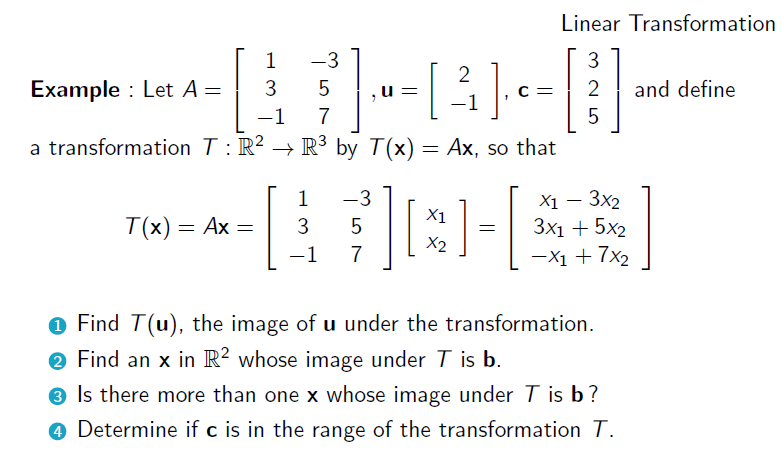 Linear Transformation
Example : Let A = [ 1 −3 ; 3 5 ; −1 7 ], u = [ 2 ; −1 ], c = [ 3 ; 2 ; 5 ] and define
a transformation T : ℝ² → ℝ³ by T(x) = Ax, so that
T(x) = Ax = [ 1 −3 ; 3 5 ; −1 7 ] [ x₁ ; x₂ ] = [ x₁ − 3x₂ ; 3x₁ + 5x₂ ; −x₁ + 7x₂ ]
1 Find T(u), the image of u under the transformation.
2 Find an x in ℝ² whose image under T is b.
3 Is there more than one x whose image under T is b?
4 Determine if c is in the range of the transformation T.